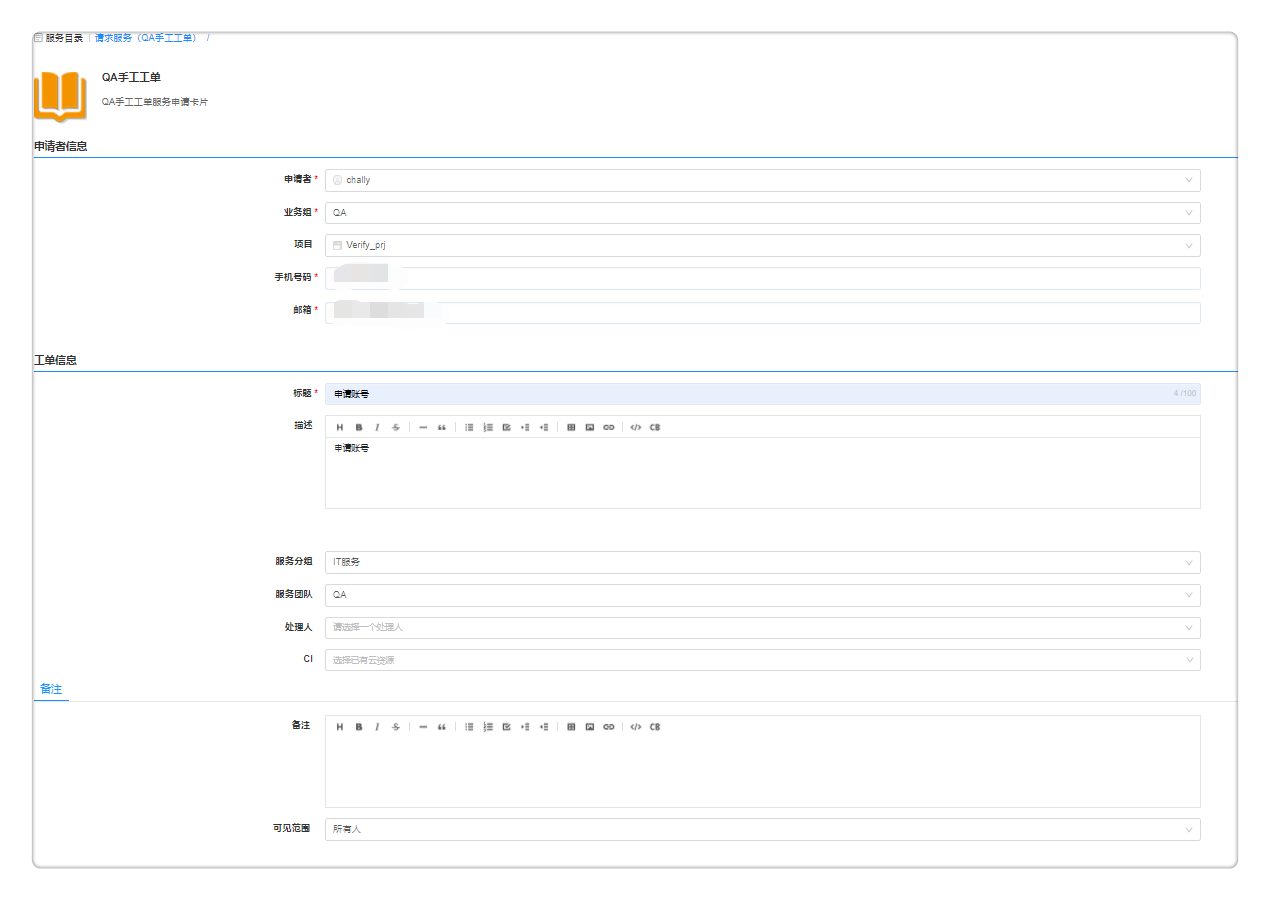 服务目录 | 请求服务（QA手工工单） /
QA手工工单
QA手工工单服务申请卡片
申请者信息
申请者 * chally
业务组 * QA
项目 Verify_prj
手机号码 *
邮箱 *
工单信息
标题 * 申请账号 4 /100
描述 H B I S — “ </> CB
申请账号
服务分组 IT服务
服务团队 QA
处理人 请选择一个处理人
CI 选择已有云资源
备注
备注 H B I S — “ </> CB
可见范围 所有人